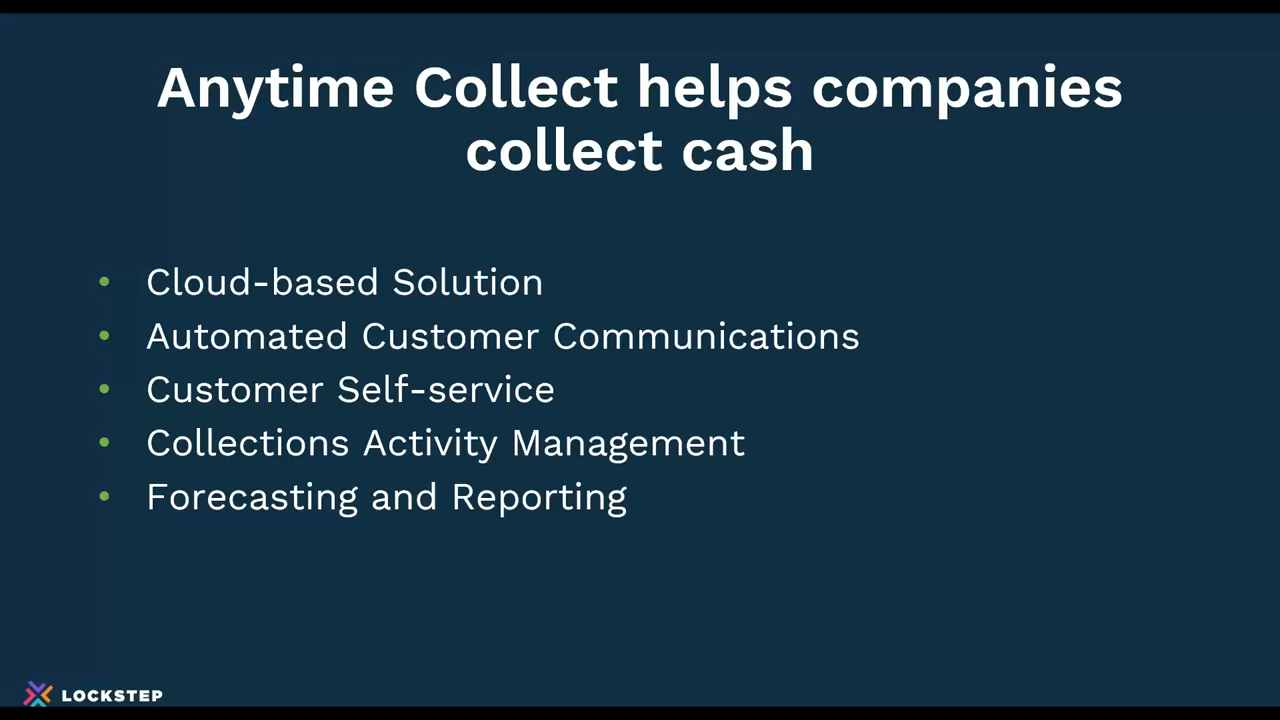 Anytime Collect helps companies
collect cash
• Cloud-based Solution
• Automated Customer Communications
• Customer Self-service
• Collections Activity Management
• Forecasting and Reporting
LOCKSTEP